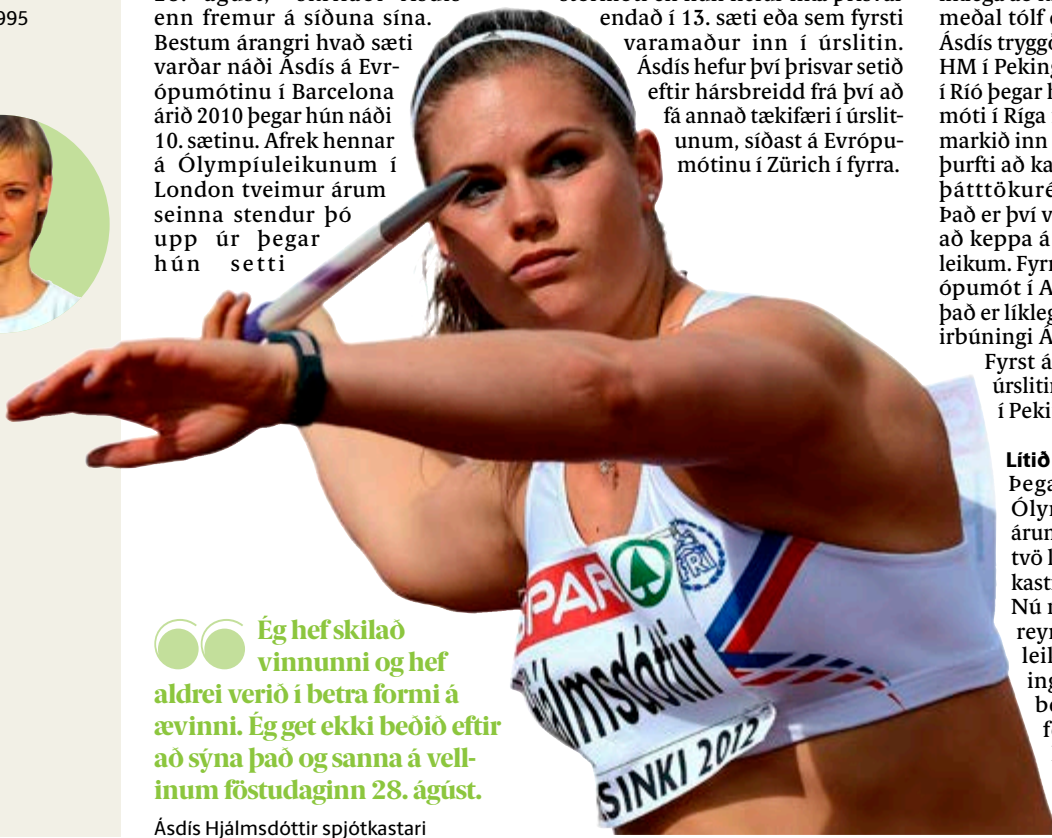 995
enn fremur á síðuna sína.
Bestum árangri hvað sæti
varðar náði Ásdís á Evr-
ópumótinu í Barcelona
árið 2010 þegar hún náði
10. sætinu. Afrek hennar
á Ólympíuleikunum í
London tveimur árum
seinna stendur þó
upp úr þegar
hún setti
Ég hef skilað
vinnunni og hef
aldrei verið í betra formi á
ævinni. Ég get ekki beðið eftir
að sýna það og sanna á vell-
inum föstudaginn 28. ágúst.
Ásdís Hjálmsdóttir spjótkastari
endað í 13. sæti eða sem fyrsti
varamaður inn í úrslitin.
Ásdís hefur því þrisvar setið
eftir hársbreidd frá því að
fá annað tækifæri í úrslit-
unum, síðast á Evrópu-
mótinu í Zürich í fyrra.
SPAR
FRÍ
jálmsdóttir
SINKI 2012
meðal tólf
Ásdís trygg
HM í Peking
í Ríó þegar
móti í Ríga
markið inn
þurfti að ka
þátttökuré
Það er því v
að keppa á
leikum. Fyrr
ópumót í A
það er líkleg
irbúningi Á
Fyrst á
úrslitin
í Peki
Lítið
Þega
Ólym
árun
tvö k
kast
Nú n
reyn
leik
ing
be
f